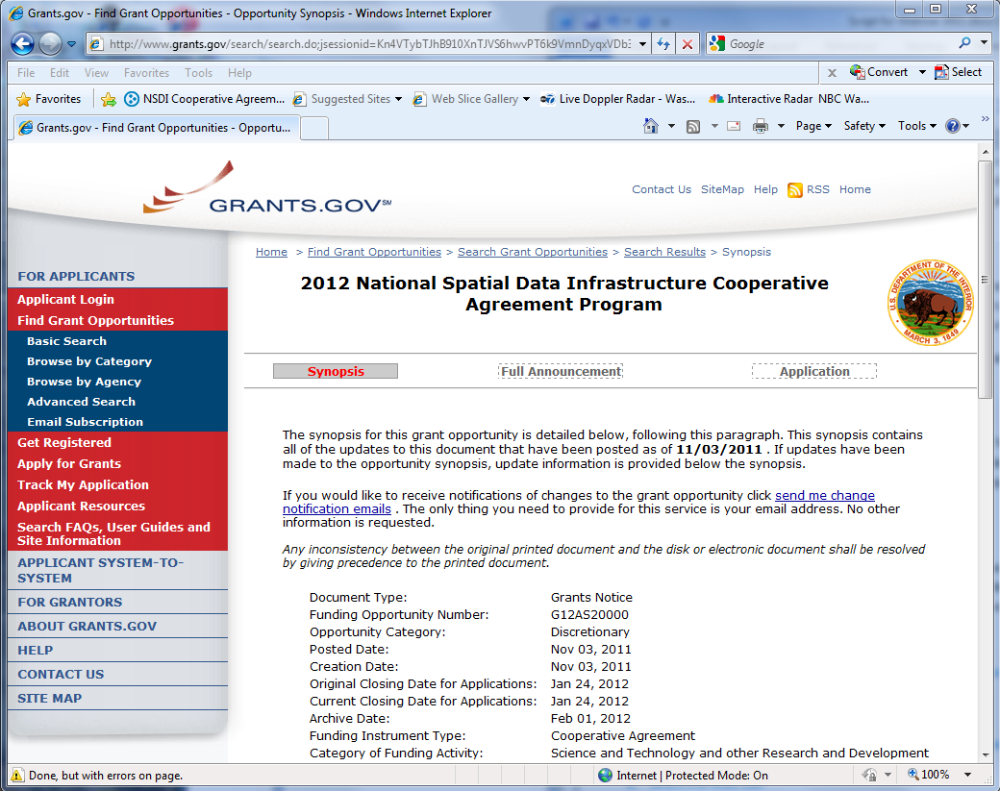 Grants.gov - Find Grant Opportunities - Opportunity Synopsis - Windows Internet Explorer
http://www.grants.gov/search/search.do;jsessionid=Kn4VTybTJhB910XnTJVS6hwvPT6k9VmnDyqxVDb
Google
File Edit View Favorites Tools Help
x Convert Select
Favorites NSDI Cooperative Agreem... Suggested Sites Web Slice Gallery Live Doppler Radar - Was... Interactive Radar NBC Wa...
Grants.gov - Find Grant Opportunities - Opportu...
Page Safety Tools
GRANTS.GOV℠
Contact Us SiteMap Help RSS Home
FOR APPLICANTS
Applicant Login
Find Grant Opportunities
Basic Search
Browse by Category
Browse by Agency
Advanced Search
Email Subscription
Get Registered
Apply for Grants
Track My Application
Applicant Resources
Search FAQs, User Guides and
Site Information
APPLICANT SYSTEM-TO-
SYSTEM
FOR GRANTORS
ABOUT GRANTS.GOV
HELP
CONTACT US
SITE MAP
Home > Find Grant Opportunities > Search Grant Opportunities > Search Results > Synopsis
2012 National Spatial Data Infrastructure Cooperative
Agreement Program
U.S. DEPARTMENT OF THE INTERIOR
MARCH 3, 1849
Synopsis Full Announcement Application
The synopsis for this grant opportunity is detailed below, following this paragraph. This synopsis contains
all of the updates to this document that have been posted as of 11/03/2011 . If updates have been
made to the opportunity synopsis, update information is provided below the synopsis.
If you would like to receive notifications of changes to the grant opportunity click send me change
notification emails . The only thing you need to provide for this service is your email address. No other
information is requested.
Any inconsistency between the original printed document and the disk or electronic document shall be resolved
by giving precedence to the printed document.
Document Type: Grants Notice
Funding Opportunity Number: G12AS20000
Opportunity Category: Discretionary
Posted Date: Nov 03, 2011
Creation Date: Nov 03, 2011
Original Closing Date for Applications: Jan 24, 2012
Current Closing Date for Applications: Jan 24, 2012
Archive Date: Feb 01, 2012
Funding Instrument Type: Cooperative Agreement
Category of Funding Activity: Science and Technology and other Research and Development
Done, but with errors on page. Internet | Protected Mode: On 100%